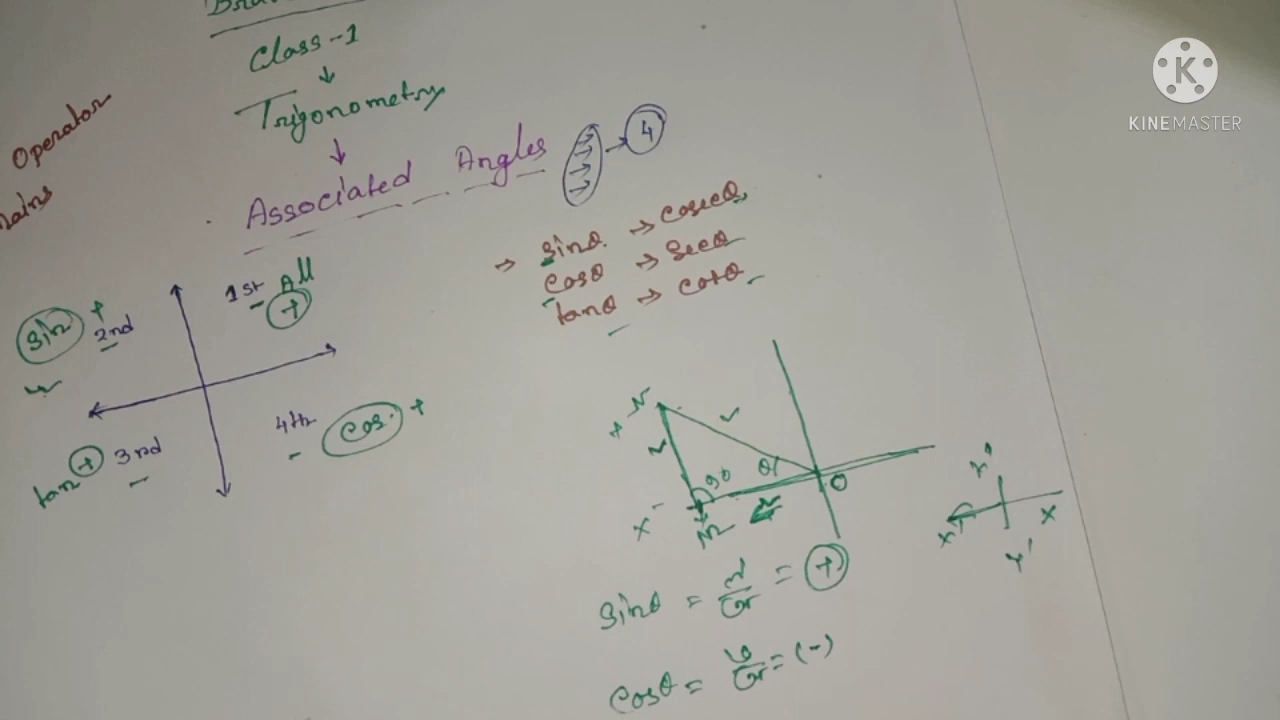 Class-1
↓
Trigonometry
↓
Associated Angles → 4
Operator
→ Sinθ → Cosecθ
Cosθ → Secθ
tanθ → Cotθ
1st All
+
Sin + 2nd
tan + 3rd
4th Cos +
+
90 θ
O
X -
X'
X
Y'
Sinθ = = +
Cosθ = = (-)
KINEMASTER